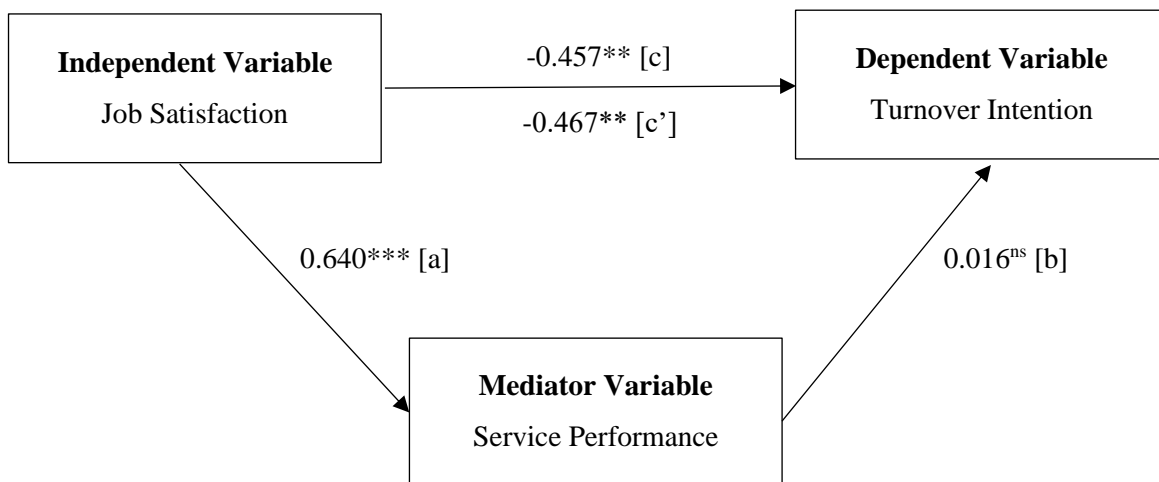 Independent Variable
Job Satisfaction
-0.457** [c]
-0.467** [c’]
Dependent Variable
Turnover Intention
0.640*** [a]
0.016ns [b]
Mediator Variable
Service Performance